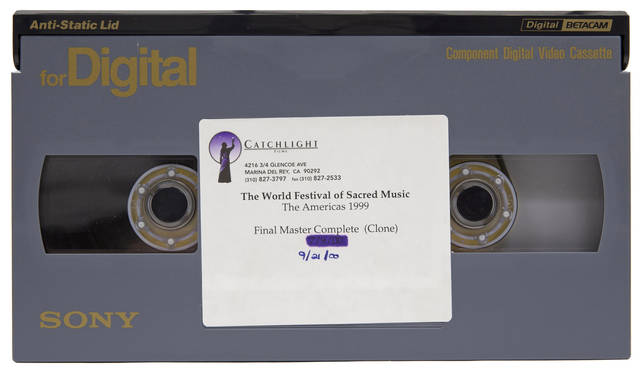 Anti-Static Lid
Digital BETACAM
for Digital
Component Digital Video Cassette
CATCHLIGHT
FILMS
4216 3/4 GLENCOE AVE
MARINA DEL REY, CA 90292
(310) 827-3797 fax (310) 827-2533
The World Festival of Sacred Music
The Americas 1999
Final Master Complete (Clone)
9/21/00
SONY